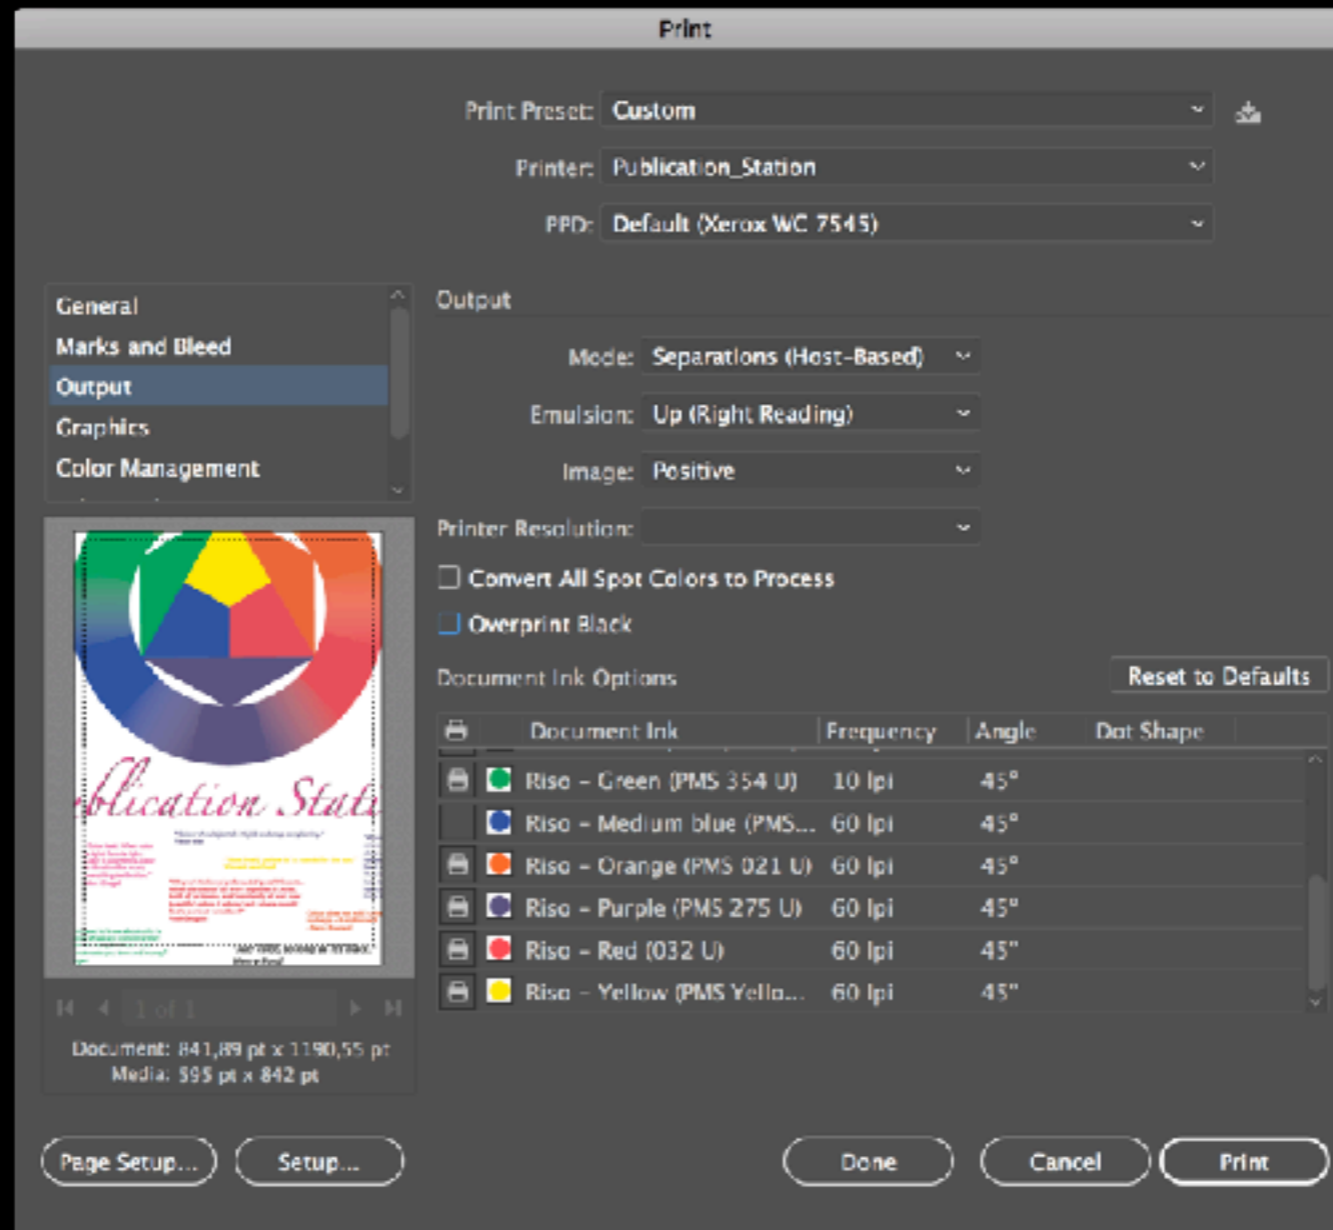 Print
Print Preset: Custom
Printer: Publication_Station
PPD: Default (Xerox WC 7545)
General
Marks and Bleed
Output
Graphics
Color Management
Output
Mode: Separations (Host-Based)
Emulsion: Up (Right Reading)
Image: Positive
Printer Resolution:
Convert All Spot Colors to Process
Overprint Black
Document Ink Options
Reset to Defaults
Document Ink Frequency Angle Dot Shape
Riso - Green (PMS 354 U) 10 lpi 45°
Riso - Medium blue (PMS... 60 lpi 45°
Riso - Orange (PMS 021 U) 60 lpi 45°
Riso - Purple (PMS 275 U) 60 lpi 45°
Riso - Red (032 U) 60 lpi 45°
Riso - Yellow (PMS Yello... 60 lpi 45°
blication Stati
1 of 1
Document: 841,89 pt x 1190,55 pt
Media: 595 pt x 842 pt
Page Setup...
Setup...
Done
Cancel
Print